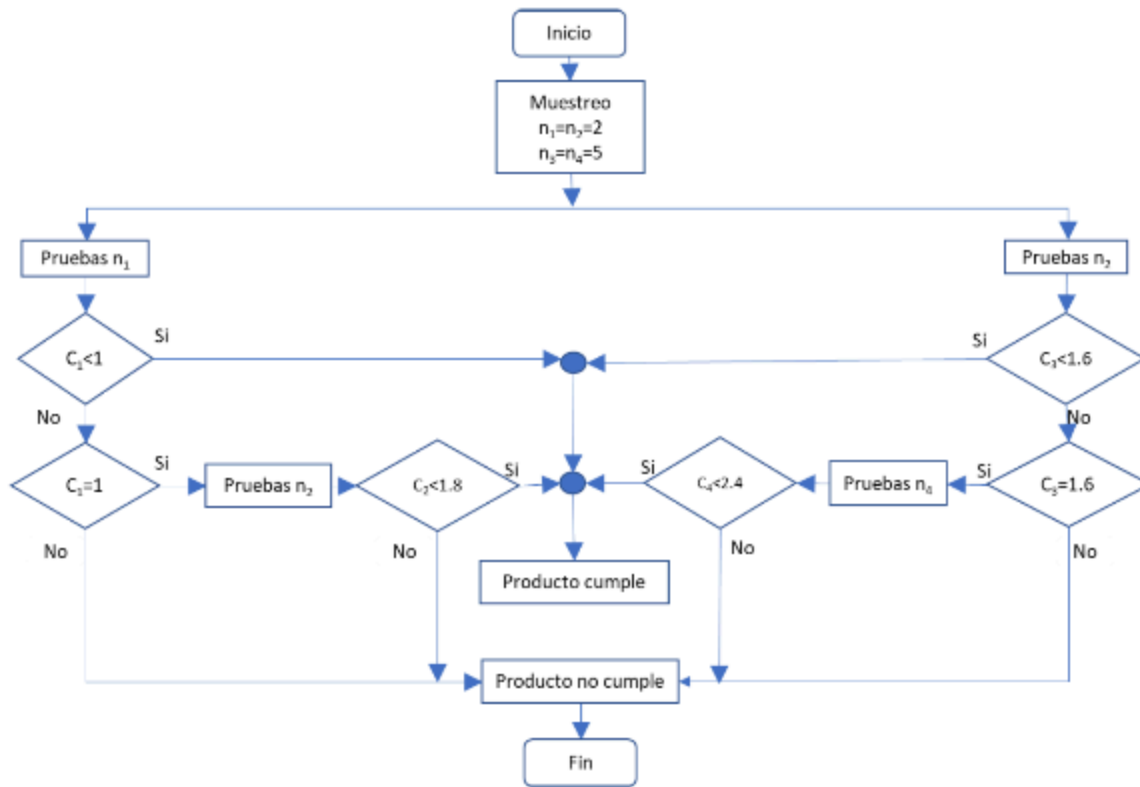 Inicio
Muestreo
n₁=n₂=2
n₃=n₄=5
Pruebas n₁
Pruebas n₂
Si
C₁<1
Si
C₃<1.6
No
No
C₁=1
Si
Pruebas n₂
C₂<1.8
Si
Si
C₄<2.4
Pruebas n₄
Si
C₃=1.6
No
No
No
No
Producto cumple
Producto no cumple
Fin